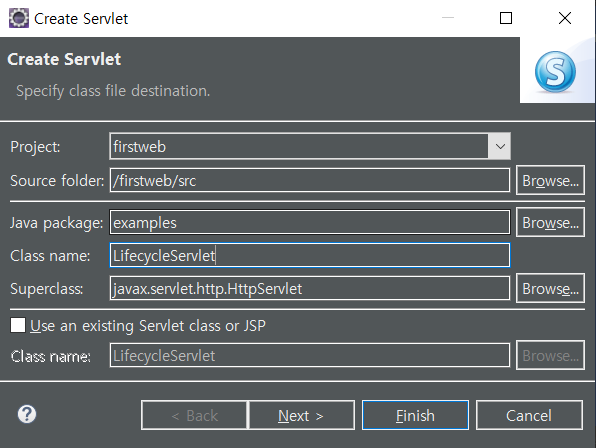 Create Servlet
Create Servlet
S
Specify class file destination.
Project: firstweb
Source folder: /firstweb/src Browse...
Java package: examples Browse...
Class name: LifecycleServlet
Superclass: javax.servlet.http.HttpServlet Browse...
Use an existing Servlet class or JSP
Class name: LifecycleServlet Browse...
? < Back Next > Finish Cancel